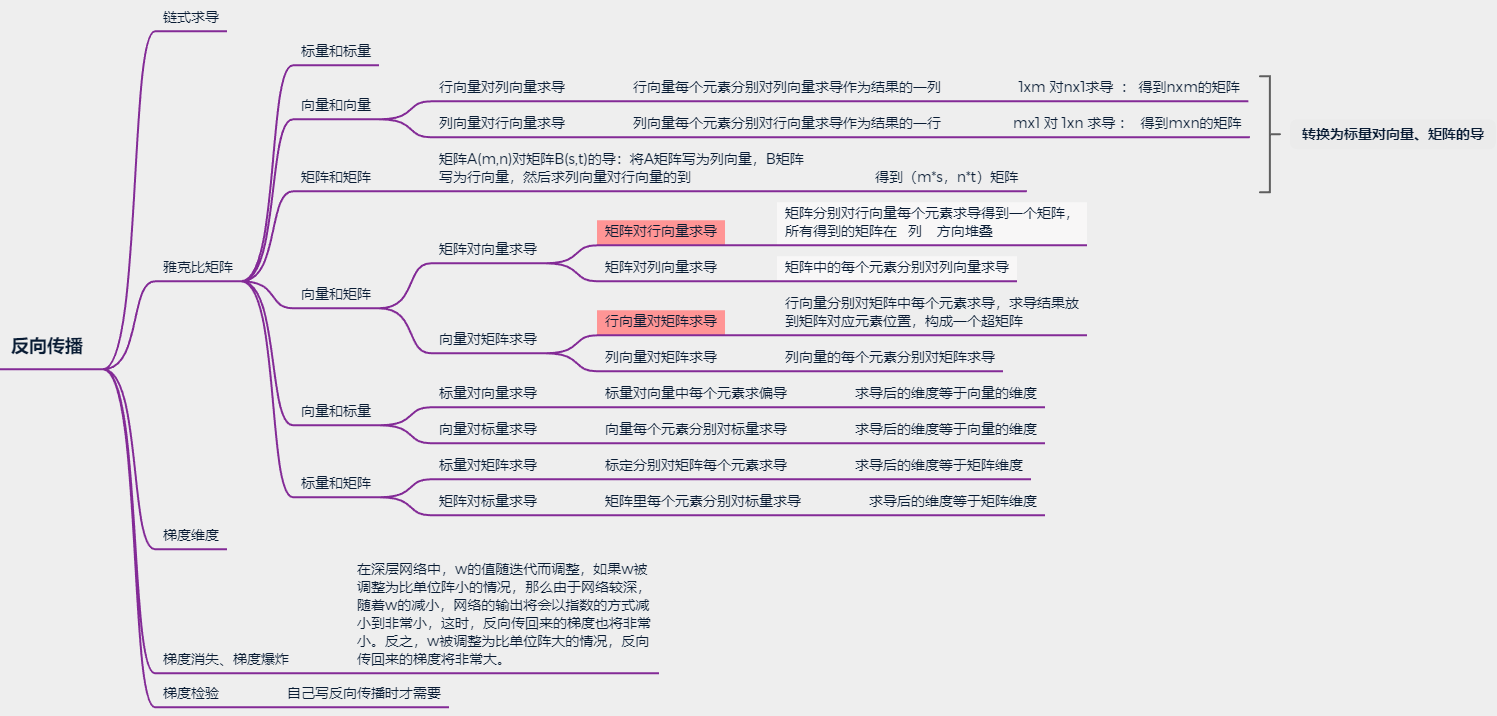 链式求导
标量和标量
行向量对列向量求导 行向量每个元素分别对列向量求导作为结果的一列 1xm 对nx1求导 ： 得到nxm的矩阵
向量和向量
列向量对行向量求导 列向量每个元素分别对行向量求导作为结果的一行 mx1 对 1xn 求导 ： 得到mxn的矩阵
转换为标量对向量、矩阵的导
矩阵A(m,n)对矩阵B(s,t)的导：将A矩阵写为列向量，B矩阵
矩阵和矩阵 写为行向量，然后求列向量对行向量的到 得到（m*s，n*t）矩阵
矩阵分别对行向量每个元素求导得到一个矩阵，
矩阵对行向量求导 所有得到的矩阵在 列 方向堆叠
矩阵对向量求导
雅克比矩阵
矩阵对列向量求导 矩阵中的每个元素分别对列向量求导
向量和矩阵
行向量分别对矩阵中每个元素求导，求导结果放
行向量对矩阵求导 到矩阵对应元素位置，构成一个超矩阵
向量对矩阵求导
反向传播
列向量对矩阵求导 列向量的每个元素分别对矩阵求导
标量对向量求导 标量对向量中每个元素求偏导 求导后的维度等于向量的维度
向量和标量
向量对标量求导 向量每个元素分别对标量求导 求导后的维度等于向量的维度
标量对矩阵求导 标定分别对矩阵每个元素求导 求导后的维度等于矩阵维度
标量和矩阵
矩阵对标量求导 矩阵里每个元素分别对标量求导 求导后的维度等于矩阵维度
梯度维度
在深层网络中，w的值随迭代而调整，如果w被
调整为比单位阵小的情况，那么由于网络较深，
随着w的减小，网络的输出将会以指数的方式减
小到非常小，这时，反向传回来的梯度也将非常
小。反之，w被调整为比单位阵大的情况，反向
梯度消失、梯度爆炸 传回来的梯度将非常大。
梯度检验 自己写反向传播时才需要